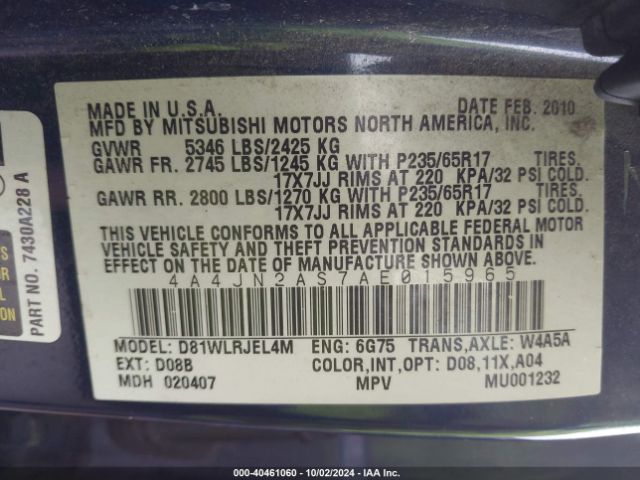 MADE IN U.S.A. DATE FEB. 2010
MFD BY MITSUBISHI MOTORS NORTH AMERICA, INC.
GVWR 5346 LBS/2425 KG
GAWR FR. 2745 LBS/1245 KG WITH P235/65R17 TIRES,
17X7JJ RIMS AT 220 KPA/32 PSI COLD.
GAWR RR. 2800 LBS/1270 KG WITH P235/65R17 TIRES,
17X7JJ RIMS AT 220 KPA/32 PSI COLD.
THIS VEHICLE CONFORMS TO ALL APPLICABLE FEDERAL MOTOR
VEHICLE SAFETY AND THEFT PREVENTION STANDARDS IN
EFFECT ON THE DATE OF MANUFACTURE SHOWN ABOVE.
4A4JN2AS7AE015965
MODEL: D81WLRJEL4M ENG: 6G75 TRANS,AXLE: W4A5A
EXT: D08B COLOR,INT,OPT: D08,11X,A04
MDH 020407 MPV MU001232
PART NO. 7430A228 A
000-40461060 - 10/02/2024 - IAAI.com